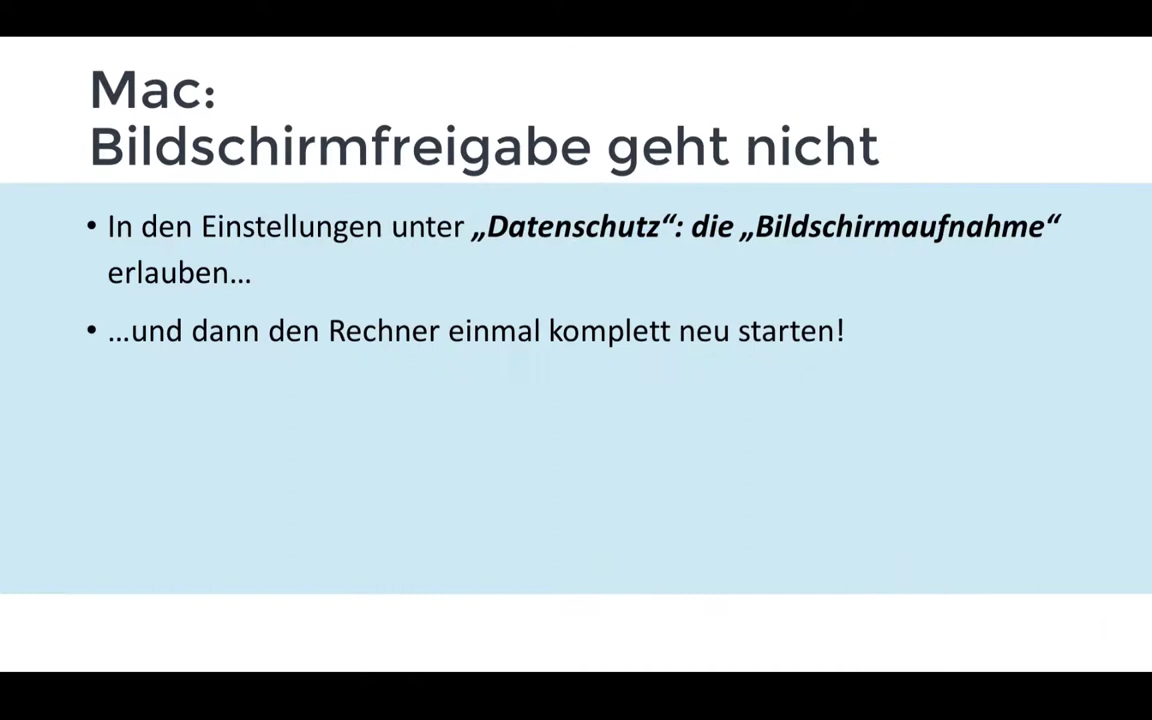 Mac:
Bildschirmfreigabe geht nicht
• In den Einstellungen unter „Datenschutz“: die „Bildschirmaufnahme“
erlauben…
• …und dann den Rechner einmal komplett neu starten!